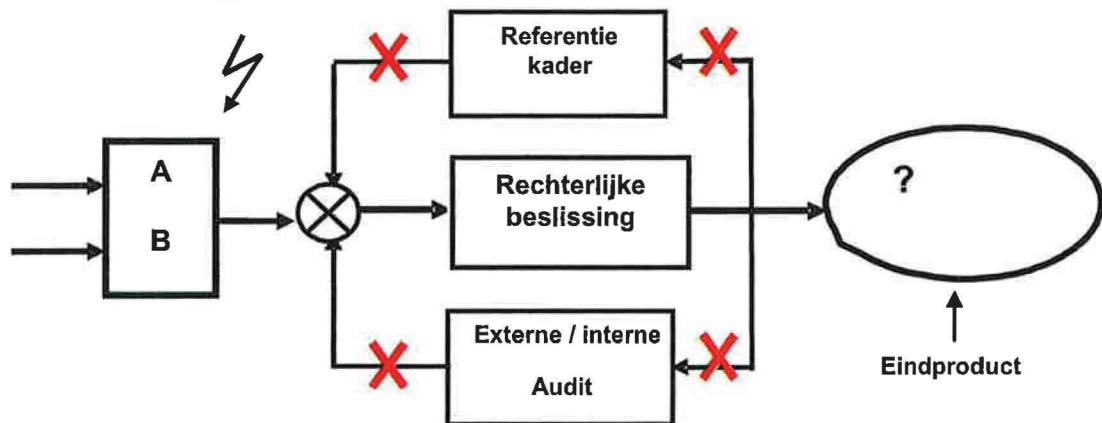 Referentie
kader
A
B
Rechterlijke
beslissing
?
Externe / interne
Audit
Eindproduct